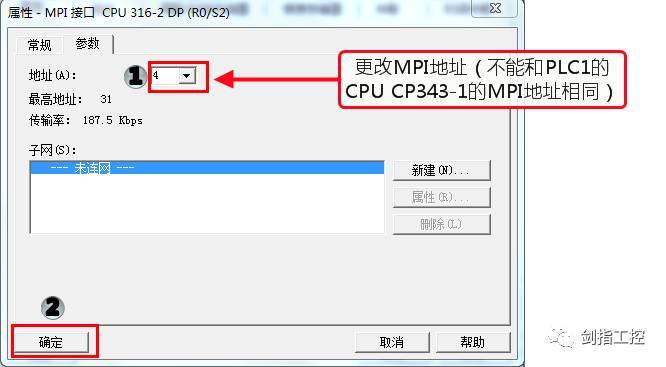 属性 - MPI 接口 CPU 316-2 DP (R0/S2)
常规 参数
地址(A): 1 4
更改MPI地址（不能和PLC1的
CPU CP343-1的MPI地址相同）
最高地址: 31
传输率: 187.5 Kbps
子网(S):
--- 未连网 ---
新建(N)...
属性(R)...
删除(L)
2
确定 取消 帮助
剑指工控